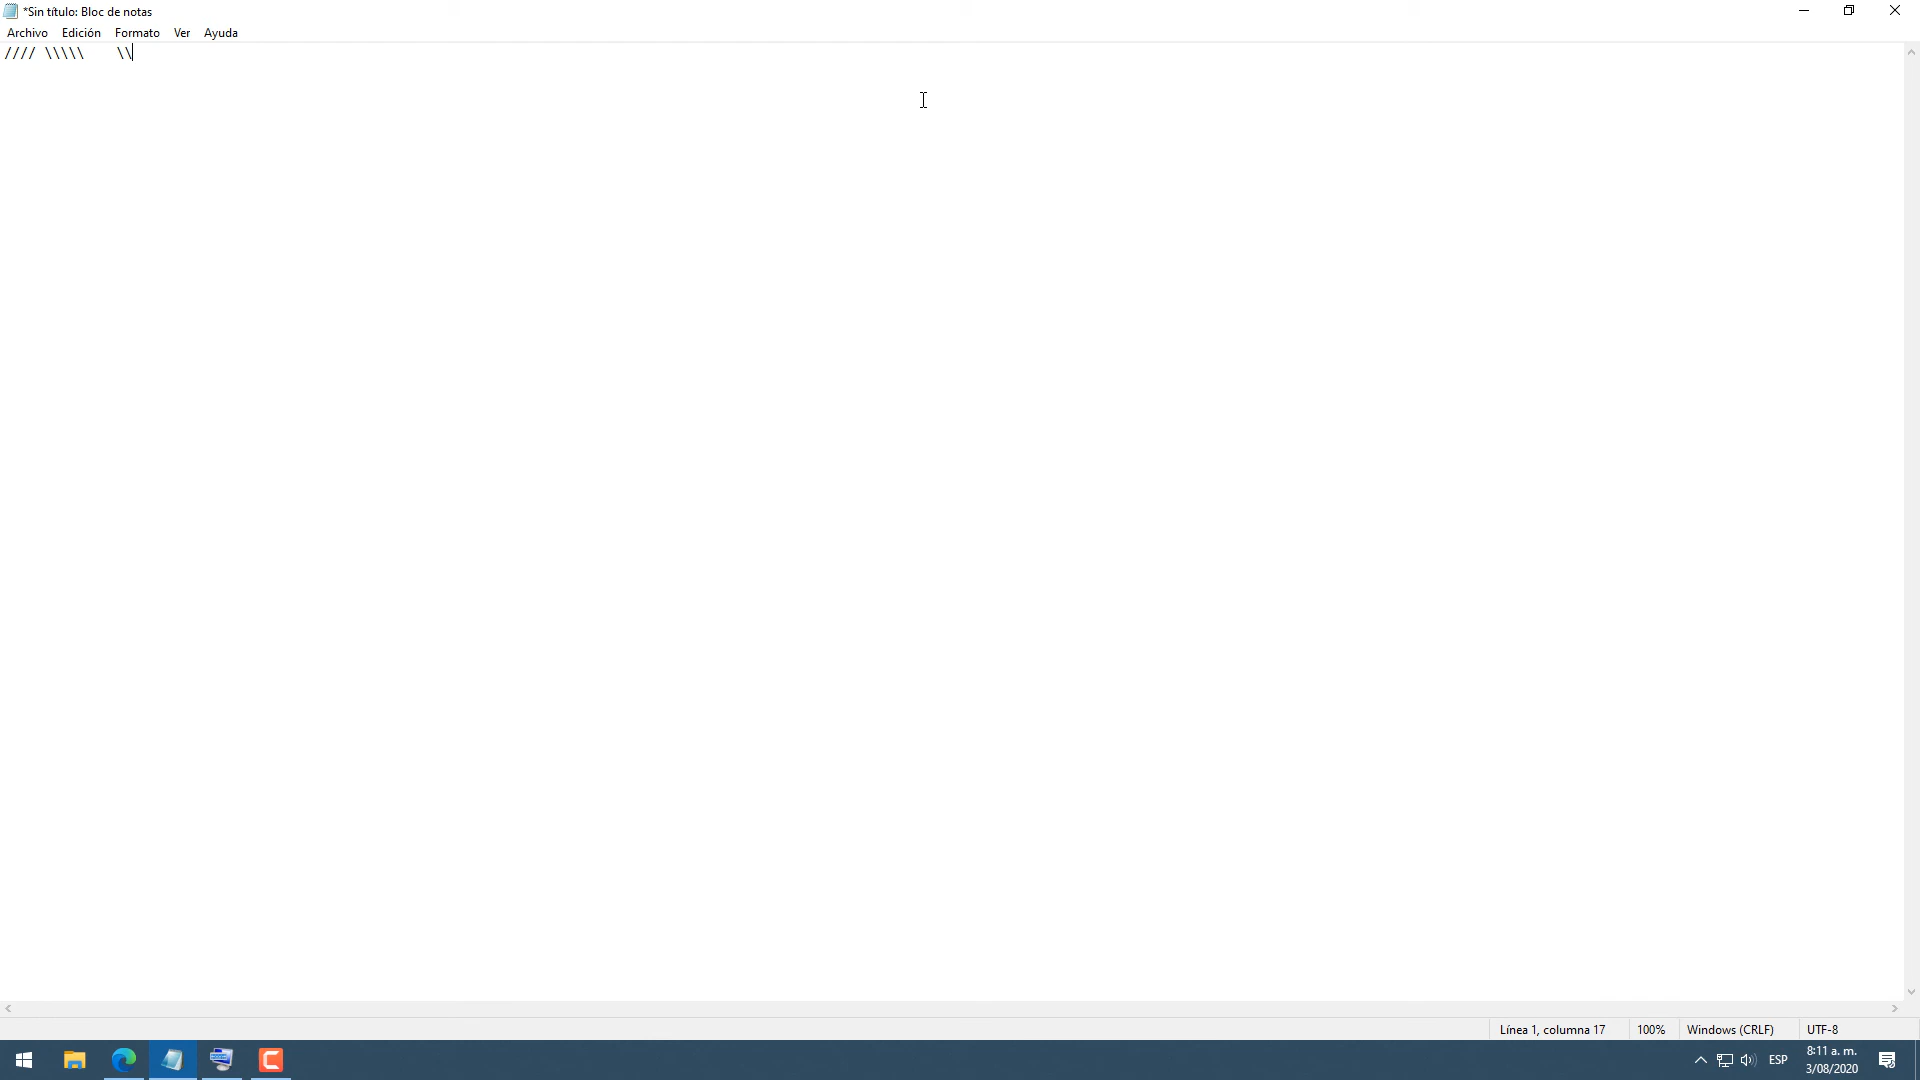 *Sin título: Bloc de notas
Archivo Edición Formato Ver Ayuda
//// \\\\\    \\
Línea 1, columna 17 100% Windows (CRLF) UTF-8
ESP
8:11 a. m.
3/08/2020